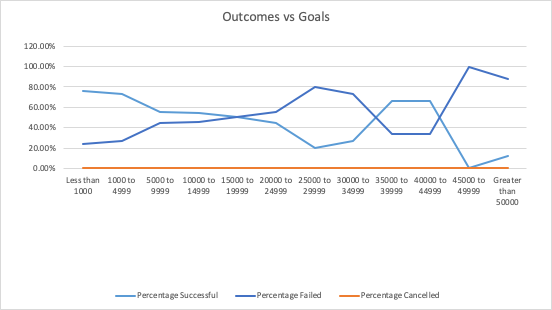 Outcomes vs Goals
120.00%
100.00%
80.00%
60.00%
40.00%
20.00%
0.00%
Less than 1000
1000 to 4999
5000 to 9999
10000 to 14999
15000 to 19999
20000 to 24999
25000 to 29999
30000 to 34999
35000 to 39999
40000 to 44999
45000 to 49999
Greater than 50000
Percentage Successful
Percentage Failed
Percentage Cancelled